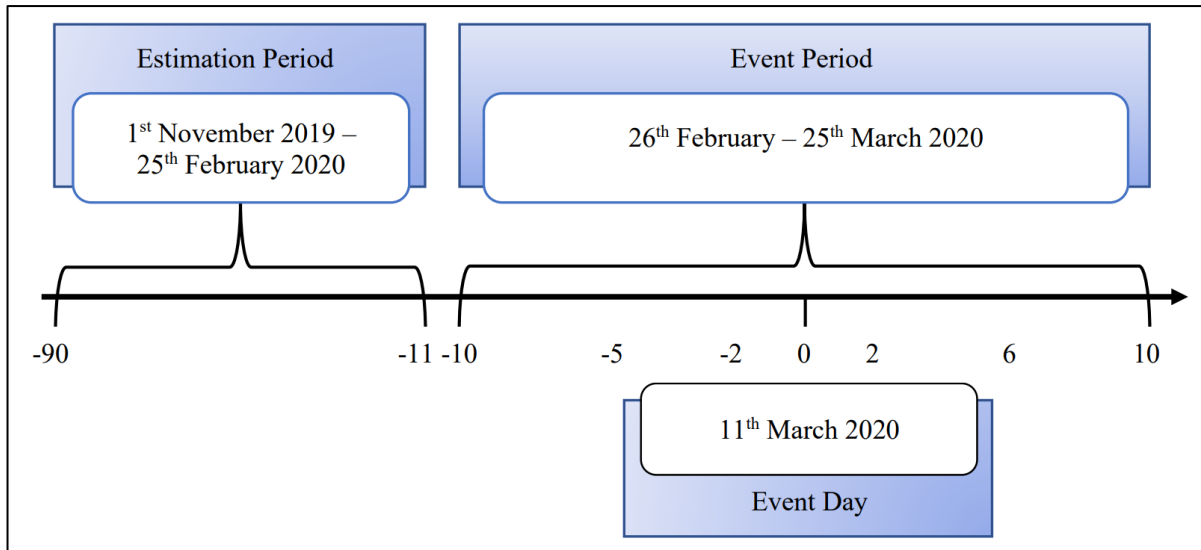 Estimation Period
1st November 2019 –
25th February 2020
Event Period
26th February – 25th March 2020
-90
-11
-10
-5
-2
0
2
6
10
11th March 2020
Event Day